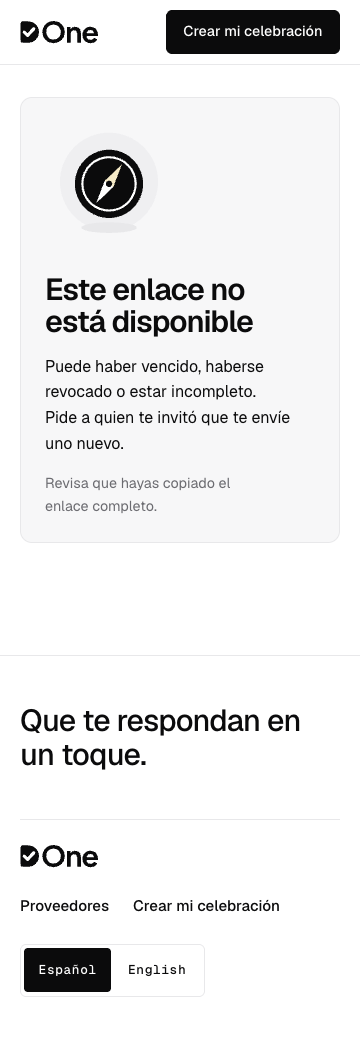 DOne
Crear mi celebración
Este enlace no
está disponible
Puede haber vencido, haberse
revocado o estar incompleto.
Pide a quien te invitó que te envíe
uno nuevo.
Revisa que hayas copiado el
enlace completo.
Que te respondan en
un toque.
DOne
Proveedores Crear mi celebración
Español English